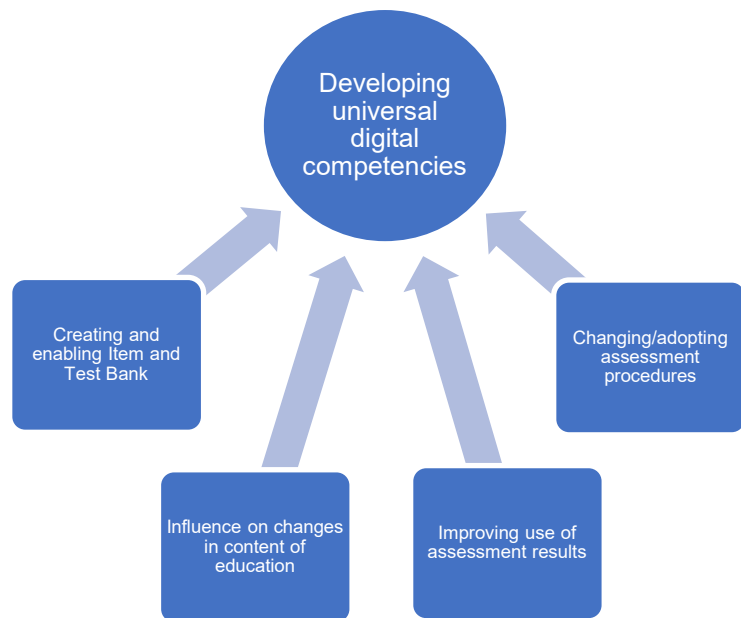 Developing
universal
digital
competencies
Creating and
enabling Item and
Test Bank
Changing/adopting
assessment
procedures
Influence on changes
in content of
education
Improving use of
assessment results